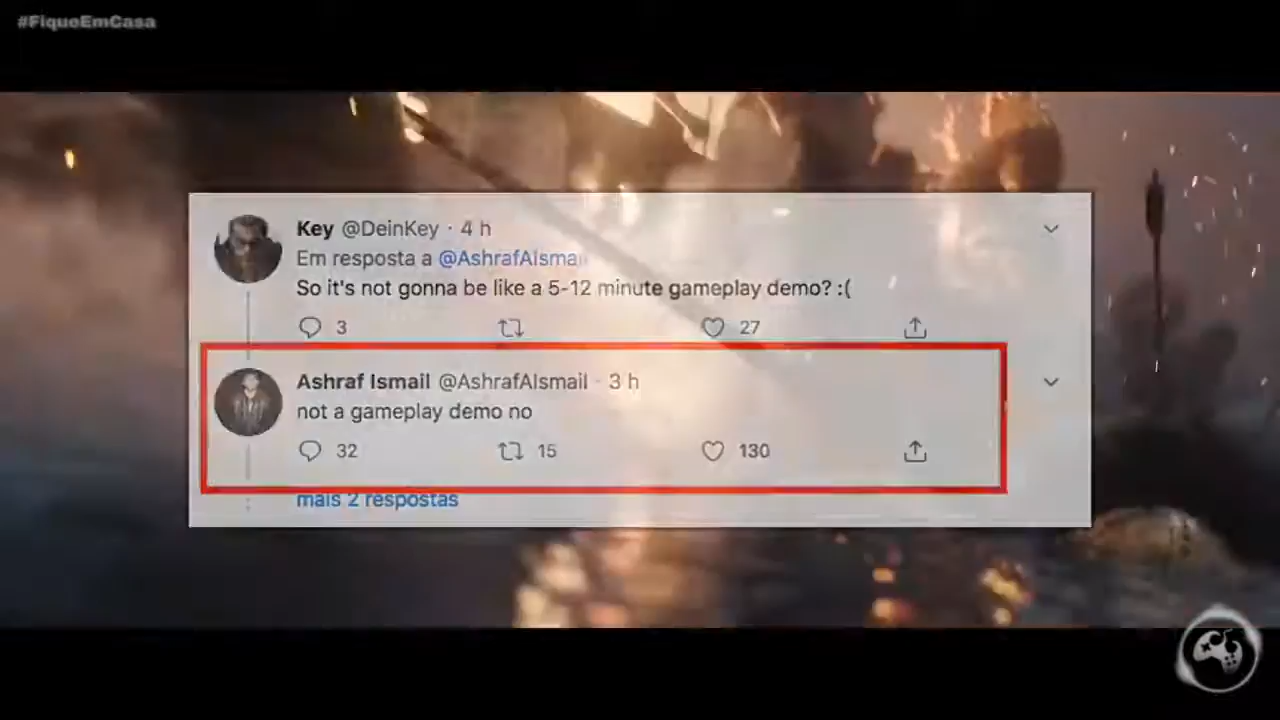 #FiqueEmCasa
Key @DeinKey · 4 h
Em resposta a @AshrafAIsmail
So it's not gonna be like a 5-12 minute gameplay demo? :(
3 27
Ashraf Ismail @AshrafAIsmail · 3 h
not a gameplay demo no
32 15 130
mais 2 respostas